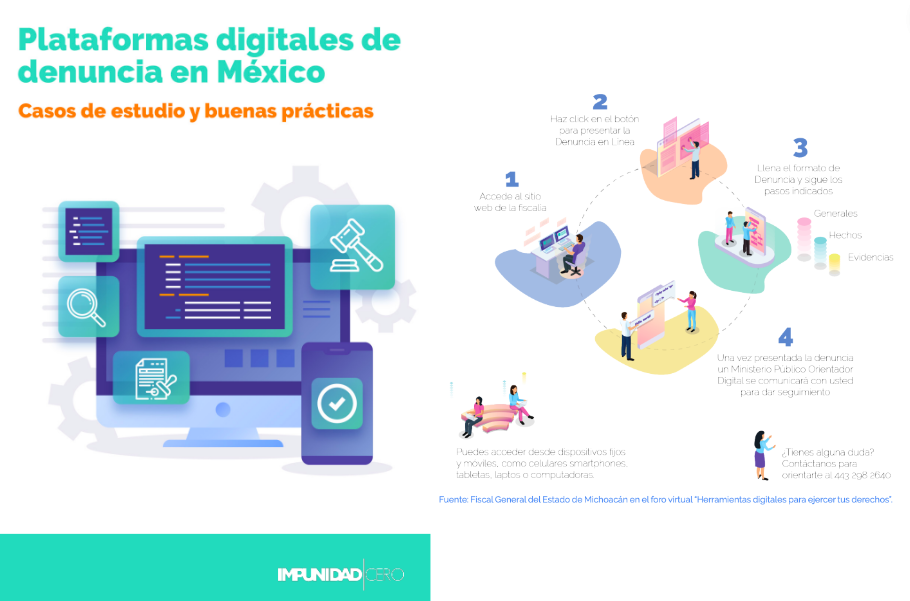 Plataformas digitales de
denuncia en México
Casos de estudio y buenas prácticas
IMPUNIDAD CERO
1
Accede al sitio
web de la fiscalía
2
Haz click en el botón
para presentar la
Denuncia en Línea
3
Llena el formato de
Denuncia y sigue los
pasos indicados
Generales
Hechos
Evidencias
4
Una vez presentada la denuncia
un Ministerio Público Orientador
Digital se comunicará con usted
para dar seguimiento
Puedes acceder desde dispositivos fijos
y móviles, como celulares smartphones,
tabletas, laptos o computadoras.
¿Tienes alguna duda?
Contáctanos para
orientarte al 443 298 2640
Fuente: Fiscal General del Estado de Michoacán en el foro virtual "Herramientas digitales para ejercer tus derechos".